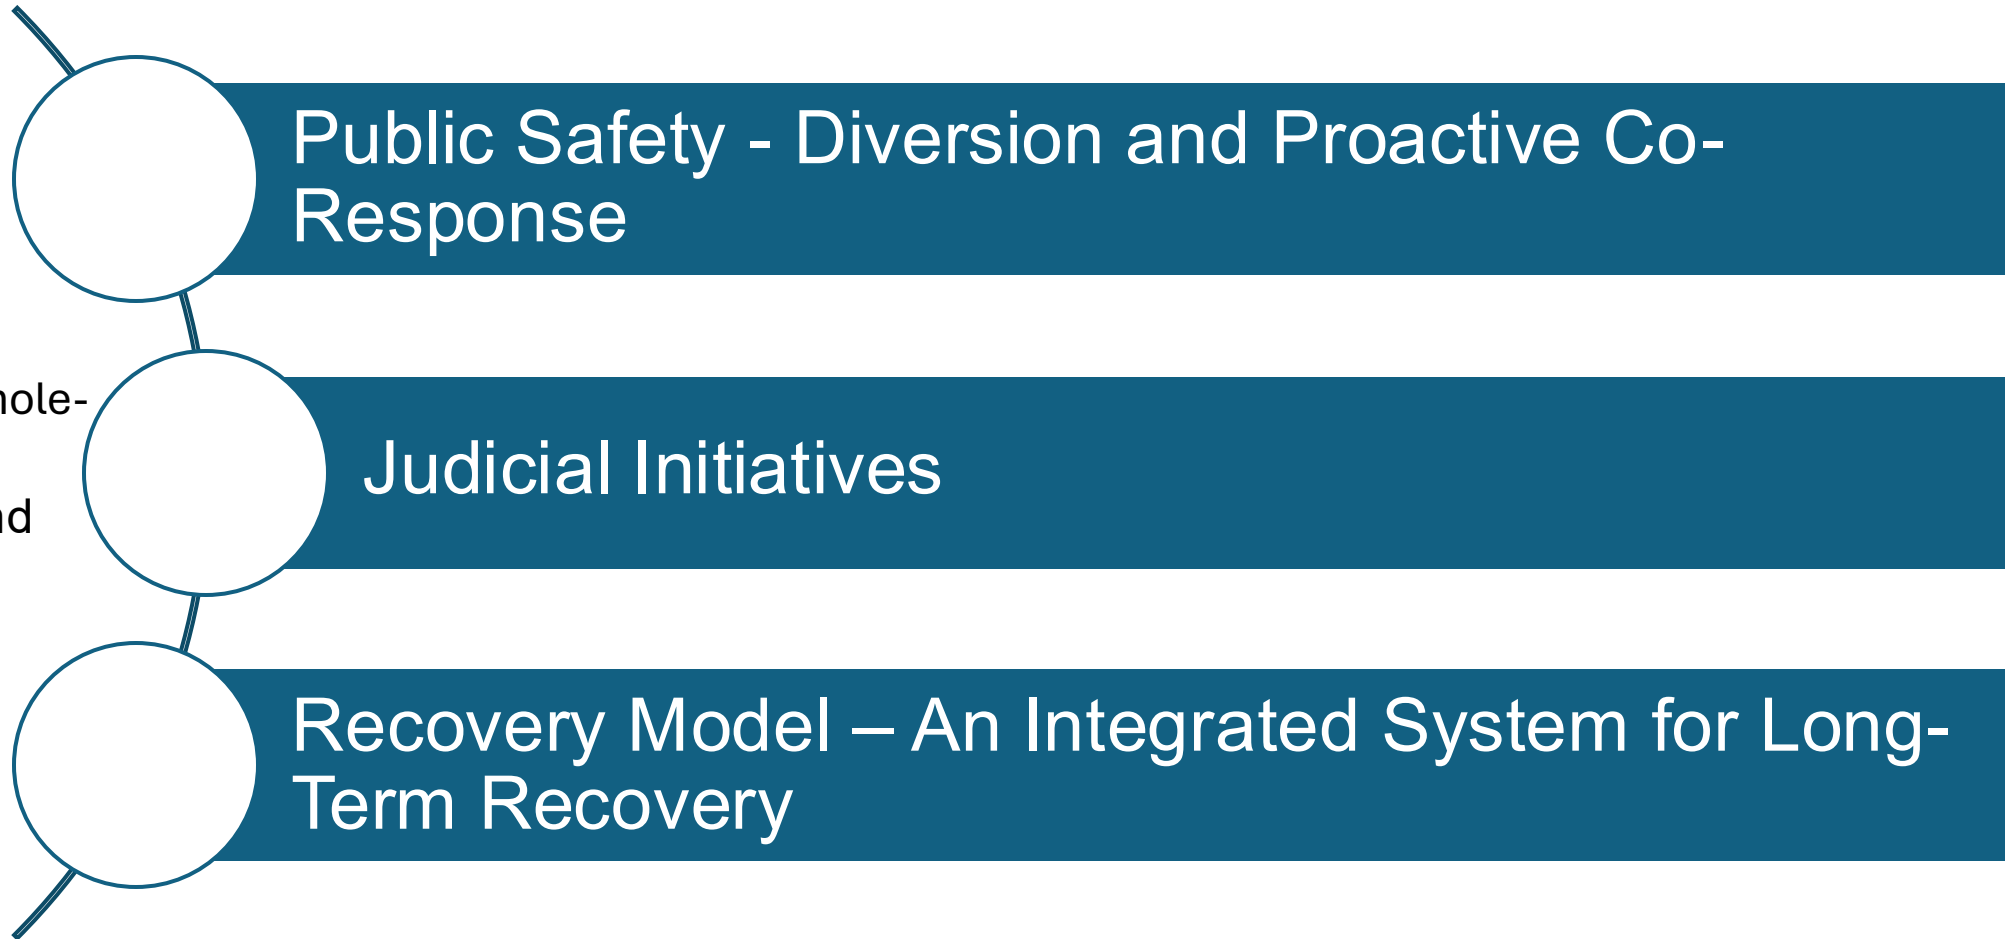 Public Safety - Diversion and Proactive Co-
Response
hole-
Judicial Initiatives
nd
Recovery Model – An Integrated System for Long-
Term Recovery